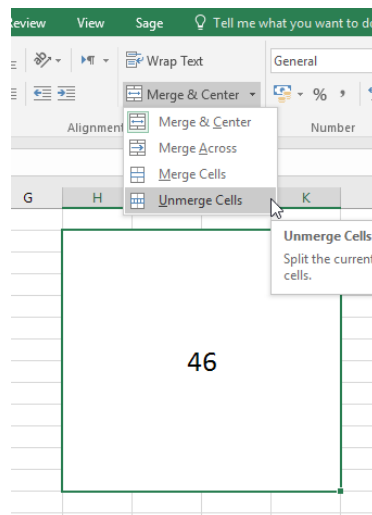 Review View Sage Tell me what you want to do
Wrap Text General
Merge & Center % ,
Alignment Number
Merge & Center
Merge Across
Merge Cells
Unmerge Cells
G H K
Unmerge Cells
Split the current
cells.
46